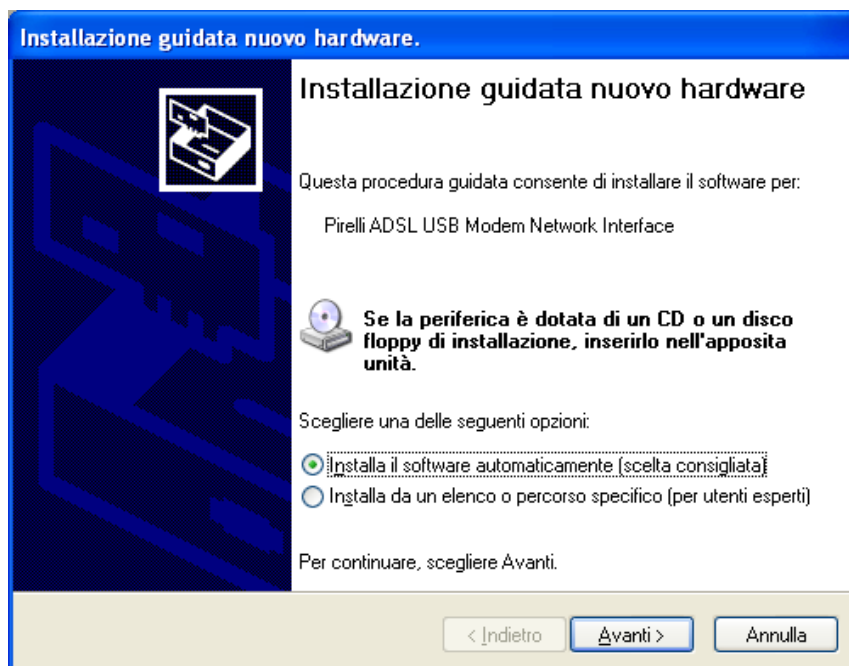 Installazione guidata nuovo hardware.
Installazione guidata nuovo hardware
Questa procedura guidata consente di installare il software per:
Pirelli ADSL USB Modem Network Interface
Se la periferica è dotata di un CD o un disco
floppy di installazione, inserirlo nell'apposita
unità.
Scegliere una delle seguenti opzioni:
Installa il software automaticamente (scelta consigliata)
Installa da un elenco o percorso specifico (per utenti esperti)
Per continuare, scegliere Avanti.
< Indietro Avanti > Annulla